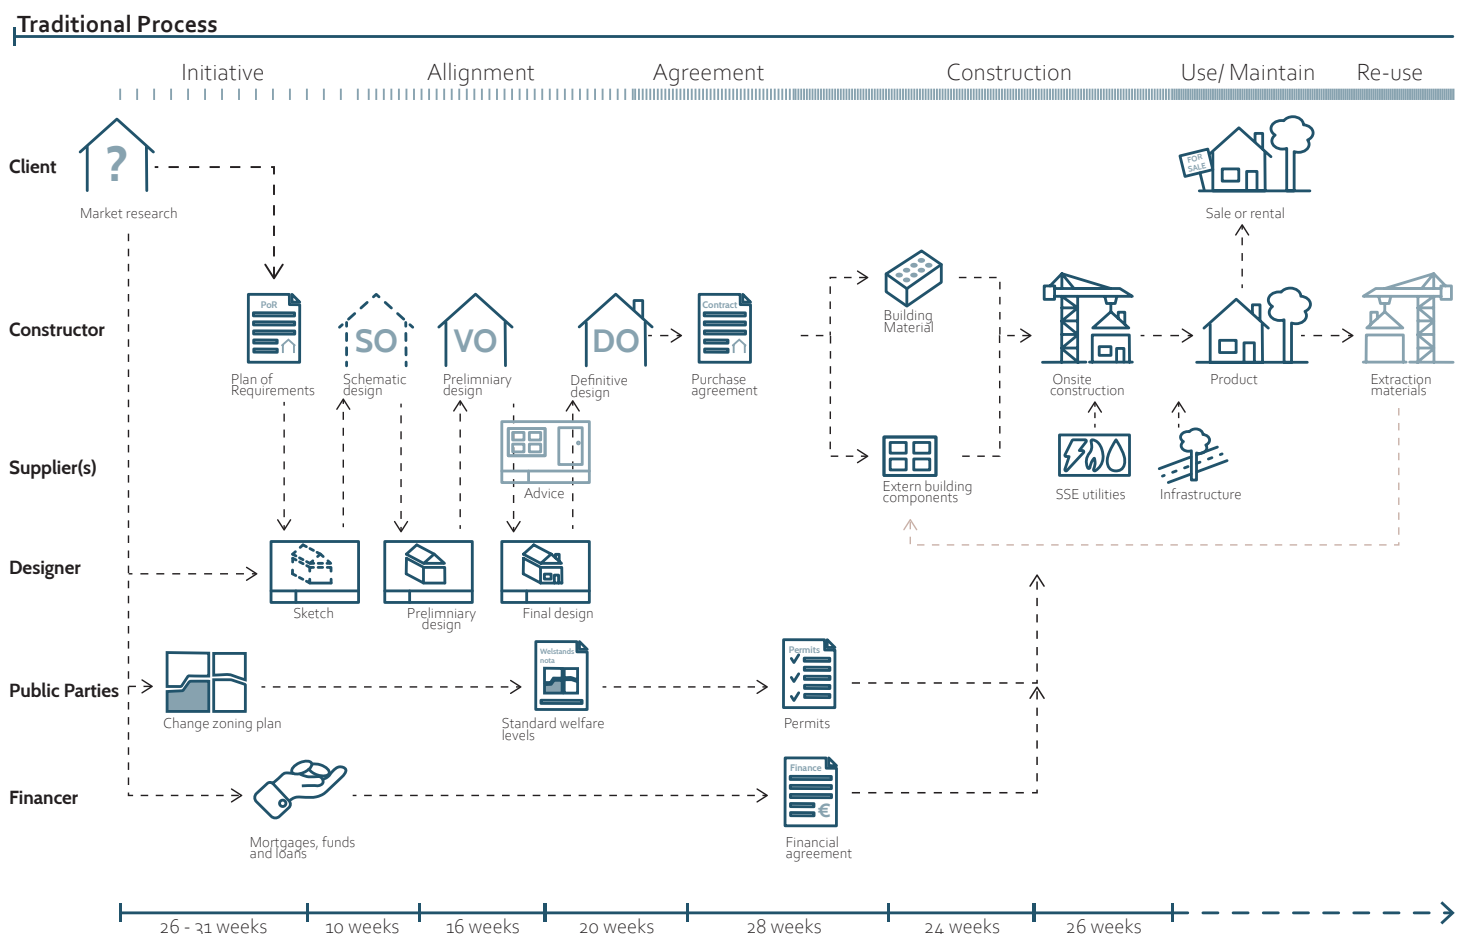 Traditional Process
Initiative
Allignment
Agreement
Construction
Use/ Maintain
Re-use
Client
?
Market research
FOR
SALE
Sale or rental
Constructor
PoR
Plan of
Requirements
SO
Schematic
design
VO
Prelimniary
design
DO
Definitive
design
Contract
Purchase
agreement
Building
Material
Onsite
construction
Product
Extraction
materials
Supplier(s)
Advice
Extern building
components
SSE utilities
Infrastructure
Designer
Sketch
Prelimniary
design
Final design
Public Parties
Change zoning plan
Welstands
nota
Standard welfare
levels
Permits
Permits
Financer
Mortgages, funds
and loans
Finance
€
Financial
agreement
26 - 31 weeks
10 weeks
16 weeks
20 weeks
28 weeks
24 weeks
26 weeks